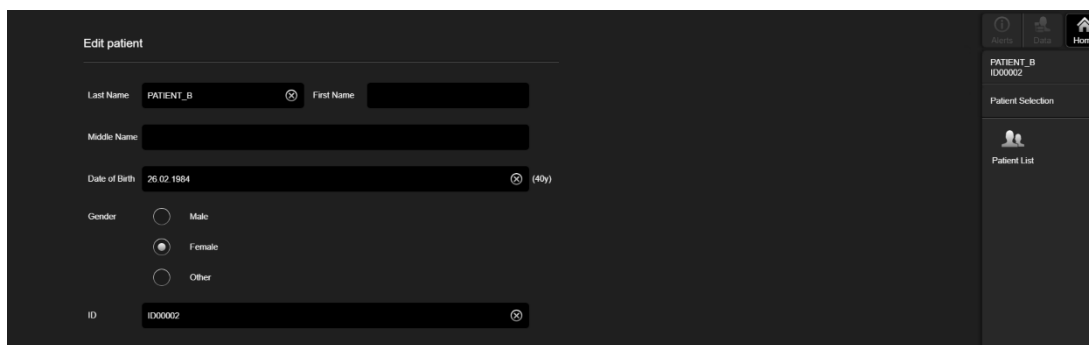 Edit patient
Last Name PATIENT_B First Name
Middle Name
Date of Birth 26.02.1984 (40y)
Gender Male
Female
Other
ID ID00002
Alerts Data Hom
PATIENT_B
ID00002
Patient Selection
Patient List